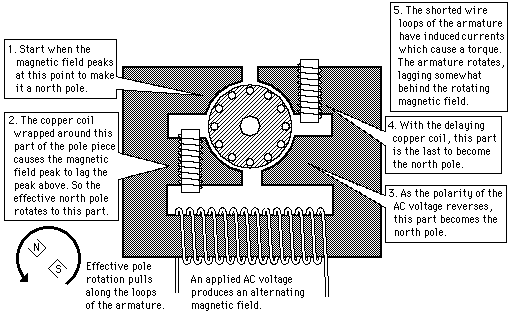 1. Start when the
magnetic field peaks
at this point to make
it a north pole.
2. The copper coil
wrapped around this
part of the pole piece
causes the magnetic
field peak to lag the
peak above. So the
effective north pole
rotates to this part.
N
S
Effective pole
rotation pulls
along the loops
of the armature.
An applied AC voltage
produces an alternating
magnetic field.
5. The shorted wire
loops of the armature
have induced currents
which cause a torque.
The armature rotates,
lagging somewhat
behind the rotating
magnetic field.
4. With the delaying
copper coil, this part
is the last to become
the north pole.
3. As the polarity of the
AC voltage reverses,
this part becomes the
north pole.